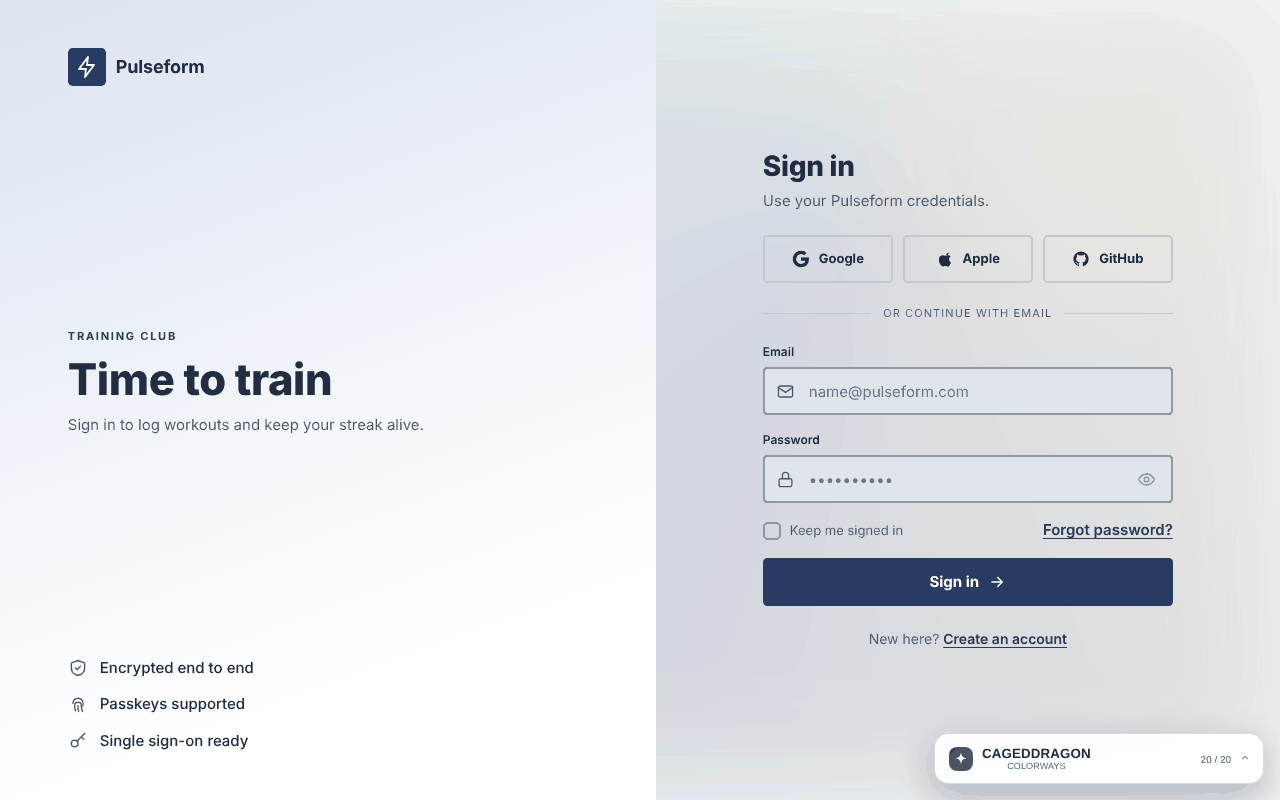 Pulseform
TRAINING CLUB
Time to train
Sign in to log workouts and keep your streak alive.
Encrypted end to end
Passkeys supported
Single sign-on ready
Sign in
Use your Pulseform credentials.
Google
Apple
GitHub
OR CONTINUE WITH EMAIL
Email
name@pulseform.com
Password
••••••••••
Keep me signed in
Forgot password?
Sign in →
New here? Create an account
CAGEDDRAGON
COLORWAYS
20 / 20